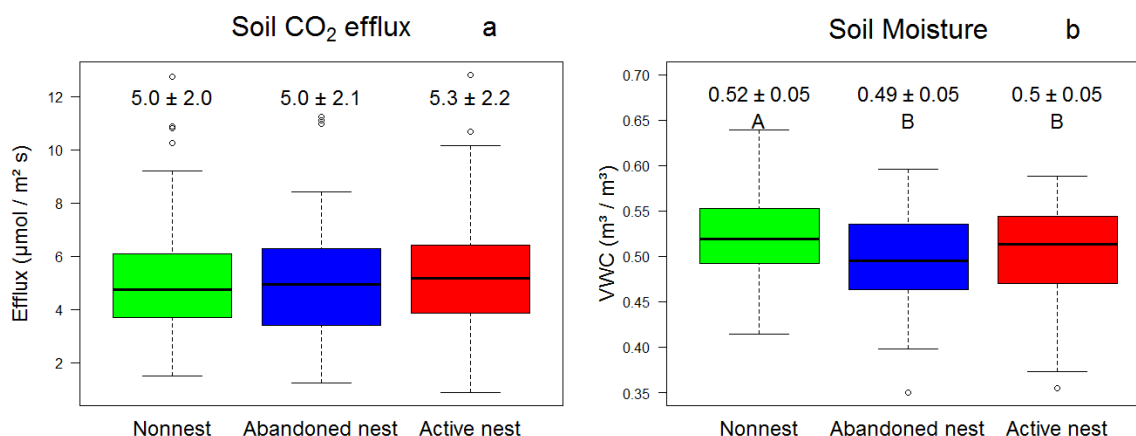 Soil CO₂ efflux a
5.0 ± 2.0 5.0 ± 2.1 5.3 ± 2.2
12
10
8
6
4
2
Efflux (µmol / m² s)
Nonnest Abandoned nest Active nest
Soil Moisture b
0.52 ± 0.05 0.49 ± 0.05 0.5 ± 0.05
A B B
0.70
0.65
0.60
0.55
0.50
0.45
0.40
0.35
VWC (m³ / m³)
Nonnest Abandoned nest Active nest